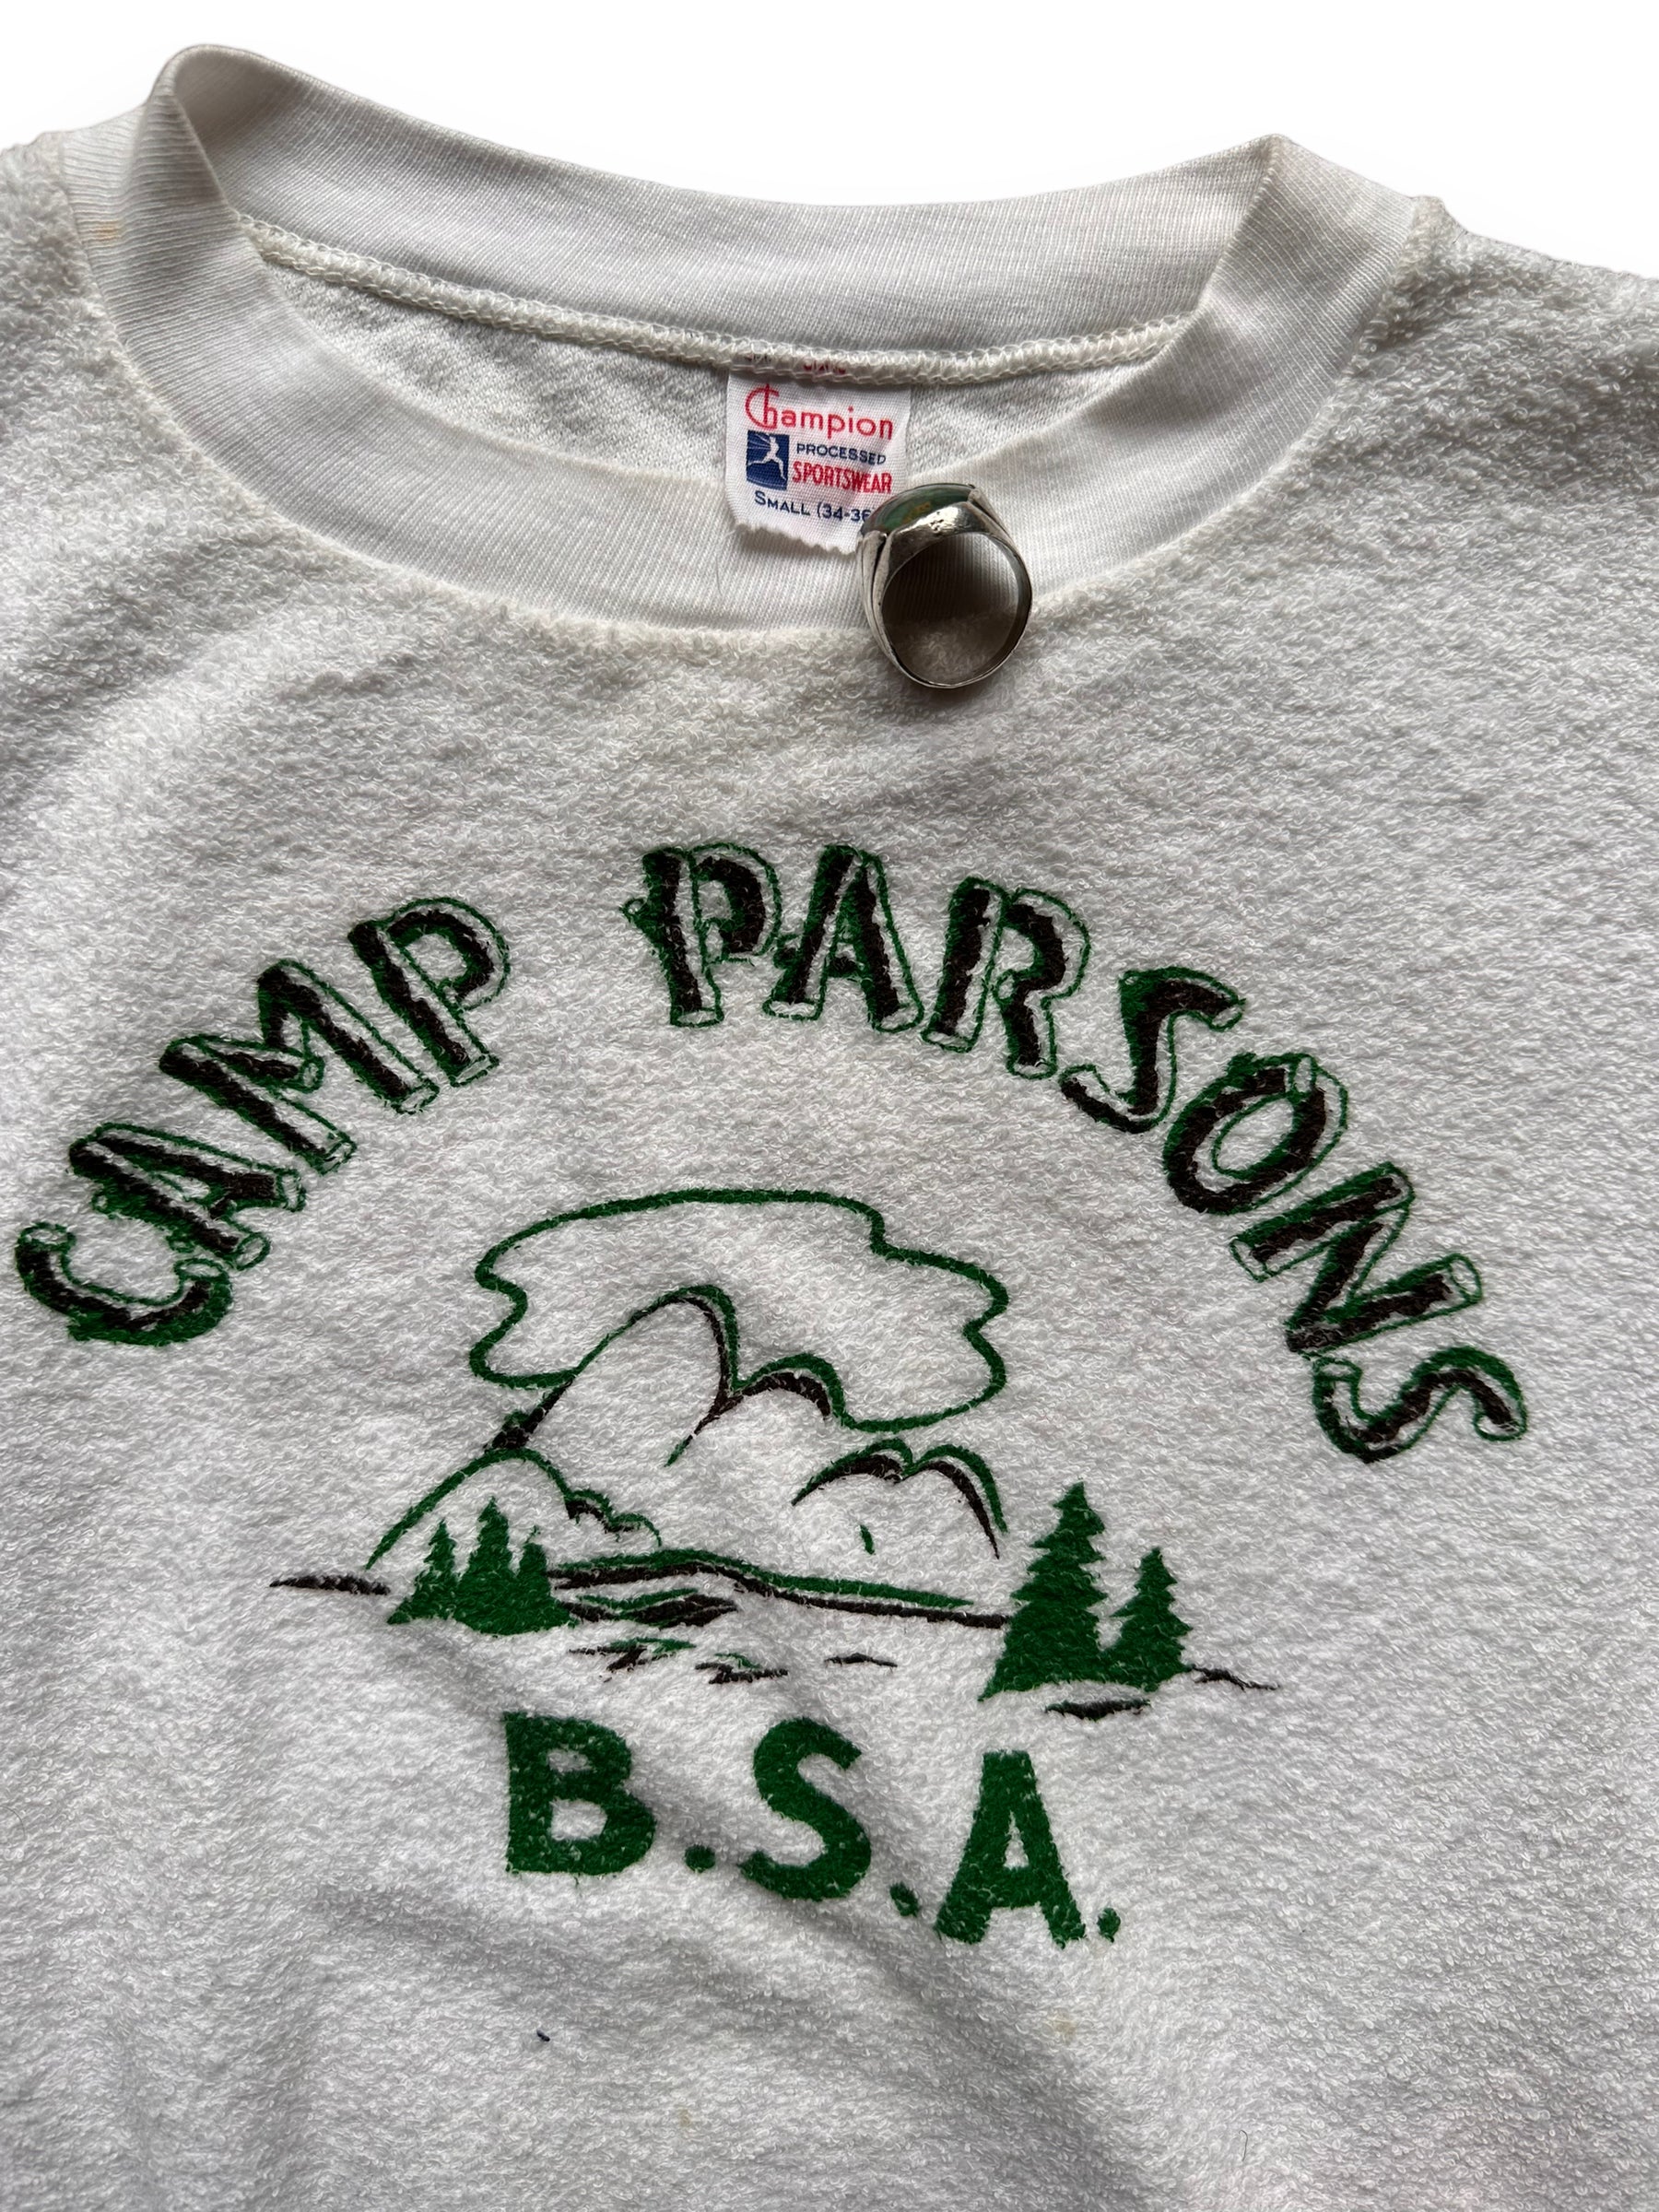 Champion
PROCESSED
SPORTSWEAR
SMALL (34-36
CAMP PARSONS
B.S.A.